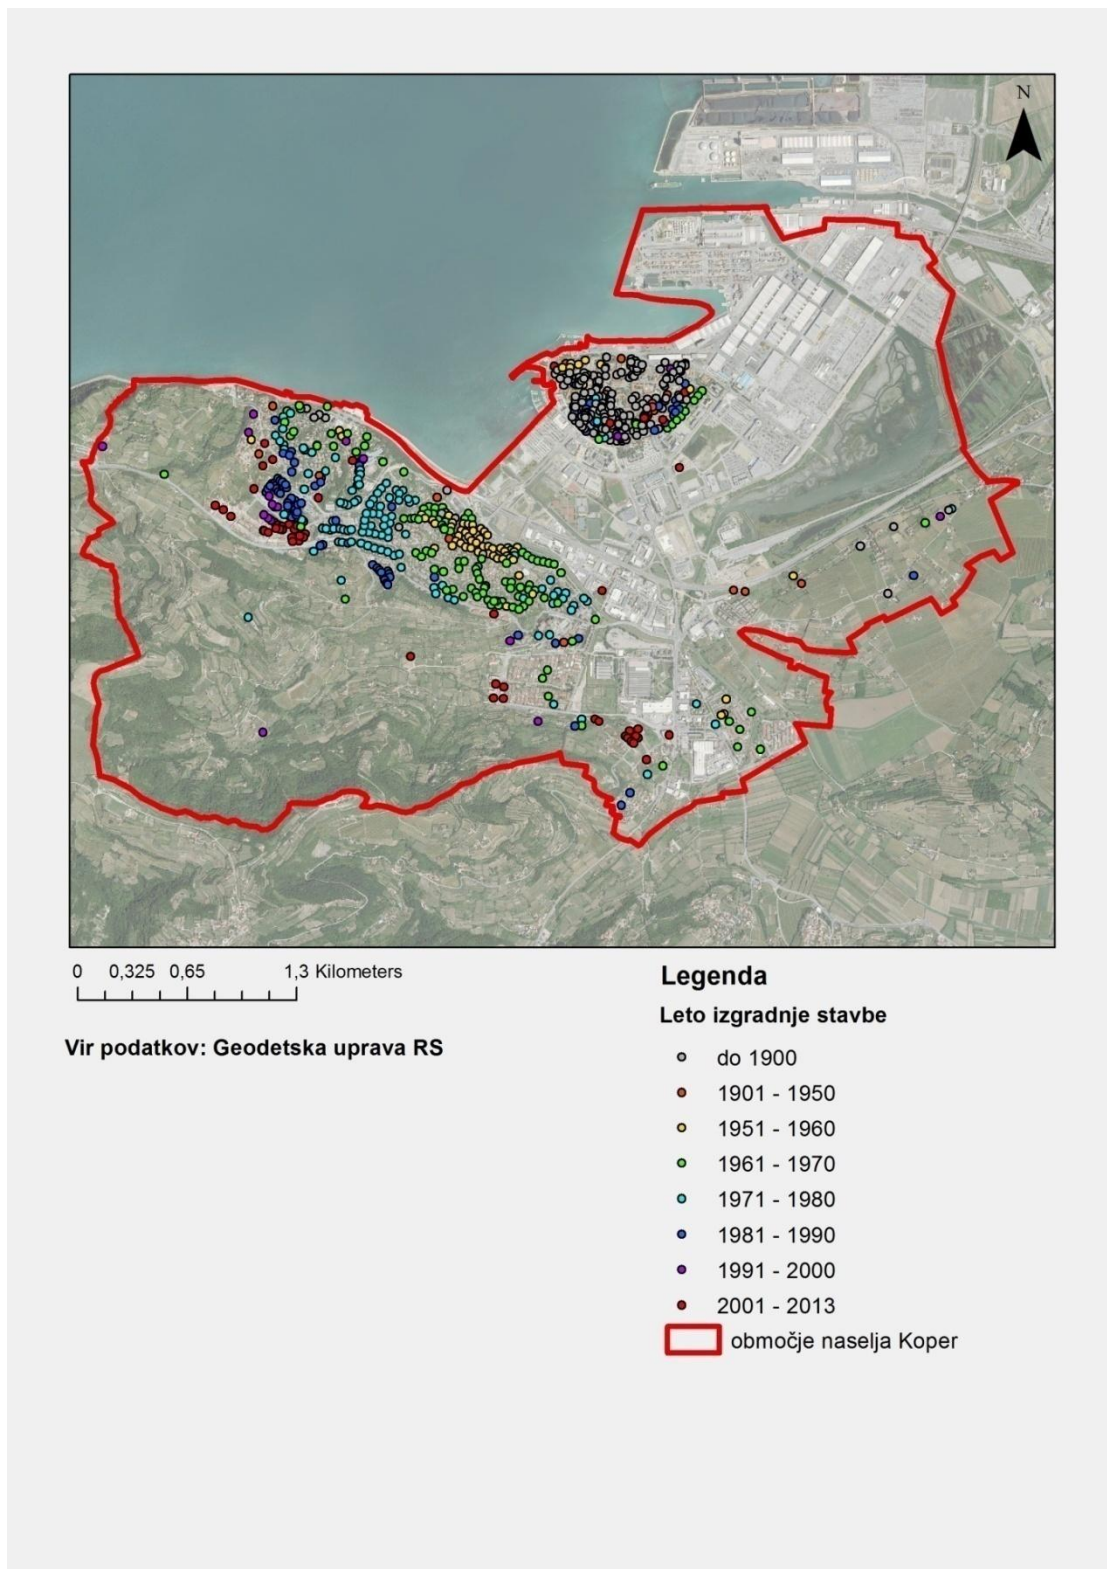 N
0 0,325 0,65 1,3 Kilometers
Vir podatkov: Geodetska uprava RS
Legenda
Leto izgradnje stavbe
do 1900
1901 - 1950
1951 - 1960
1961 - 1970
1971 - 1980
1981 - 1990
1991 - 2000
2001 - 2013
območje naselja Koper